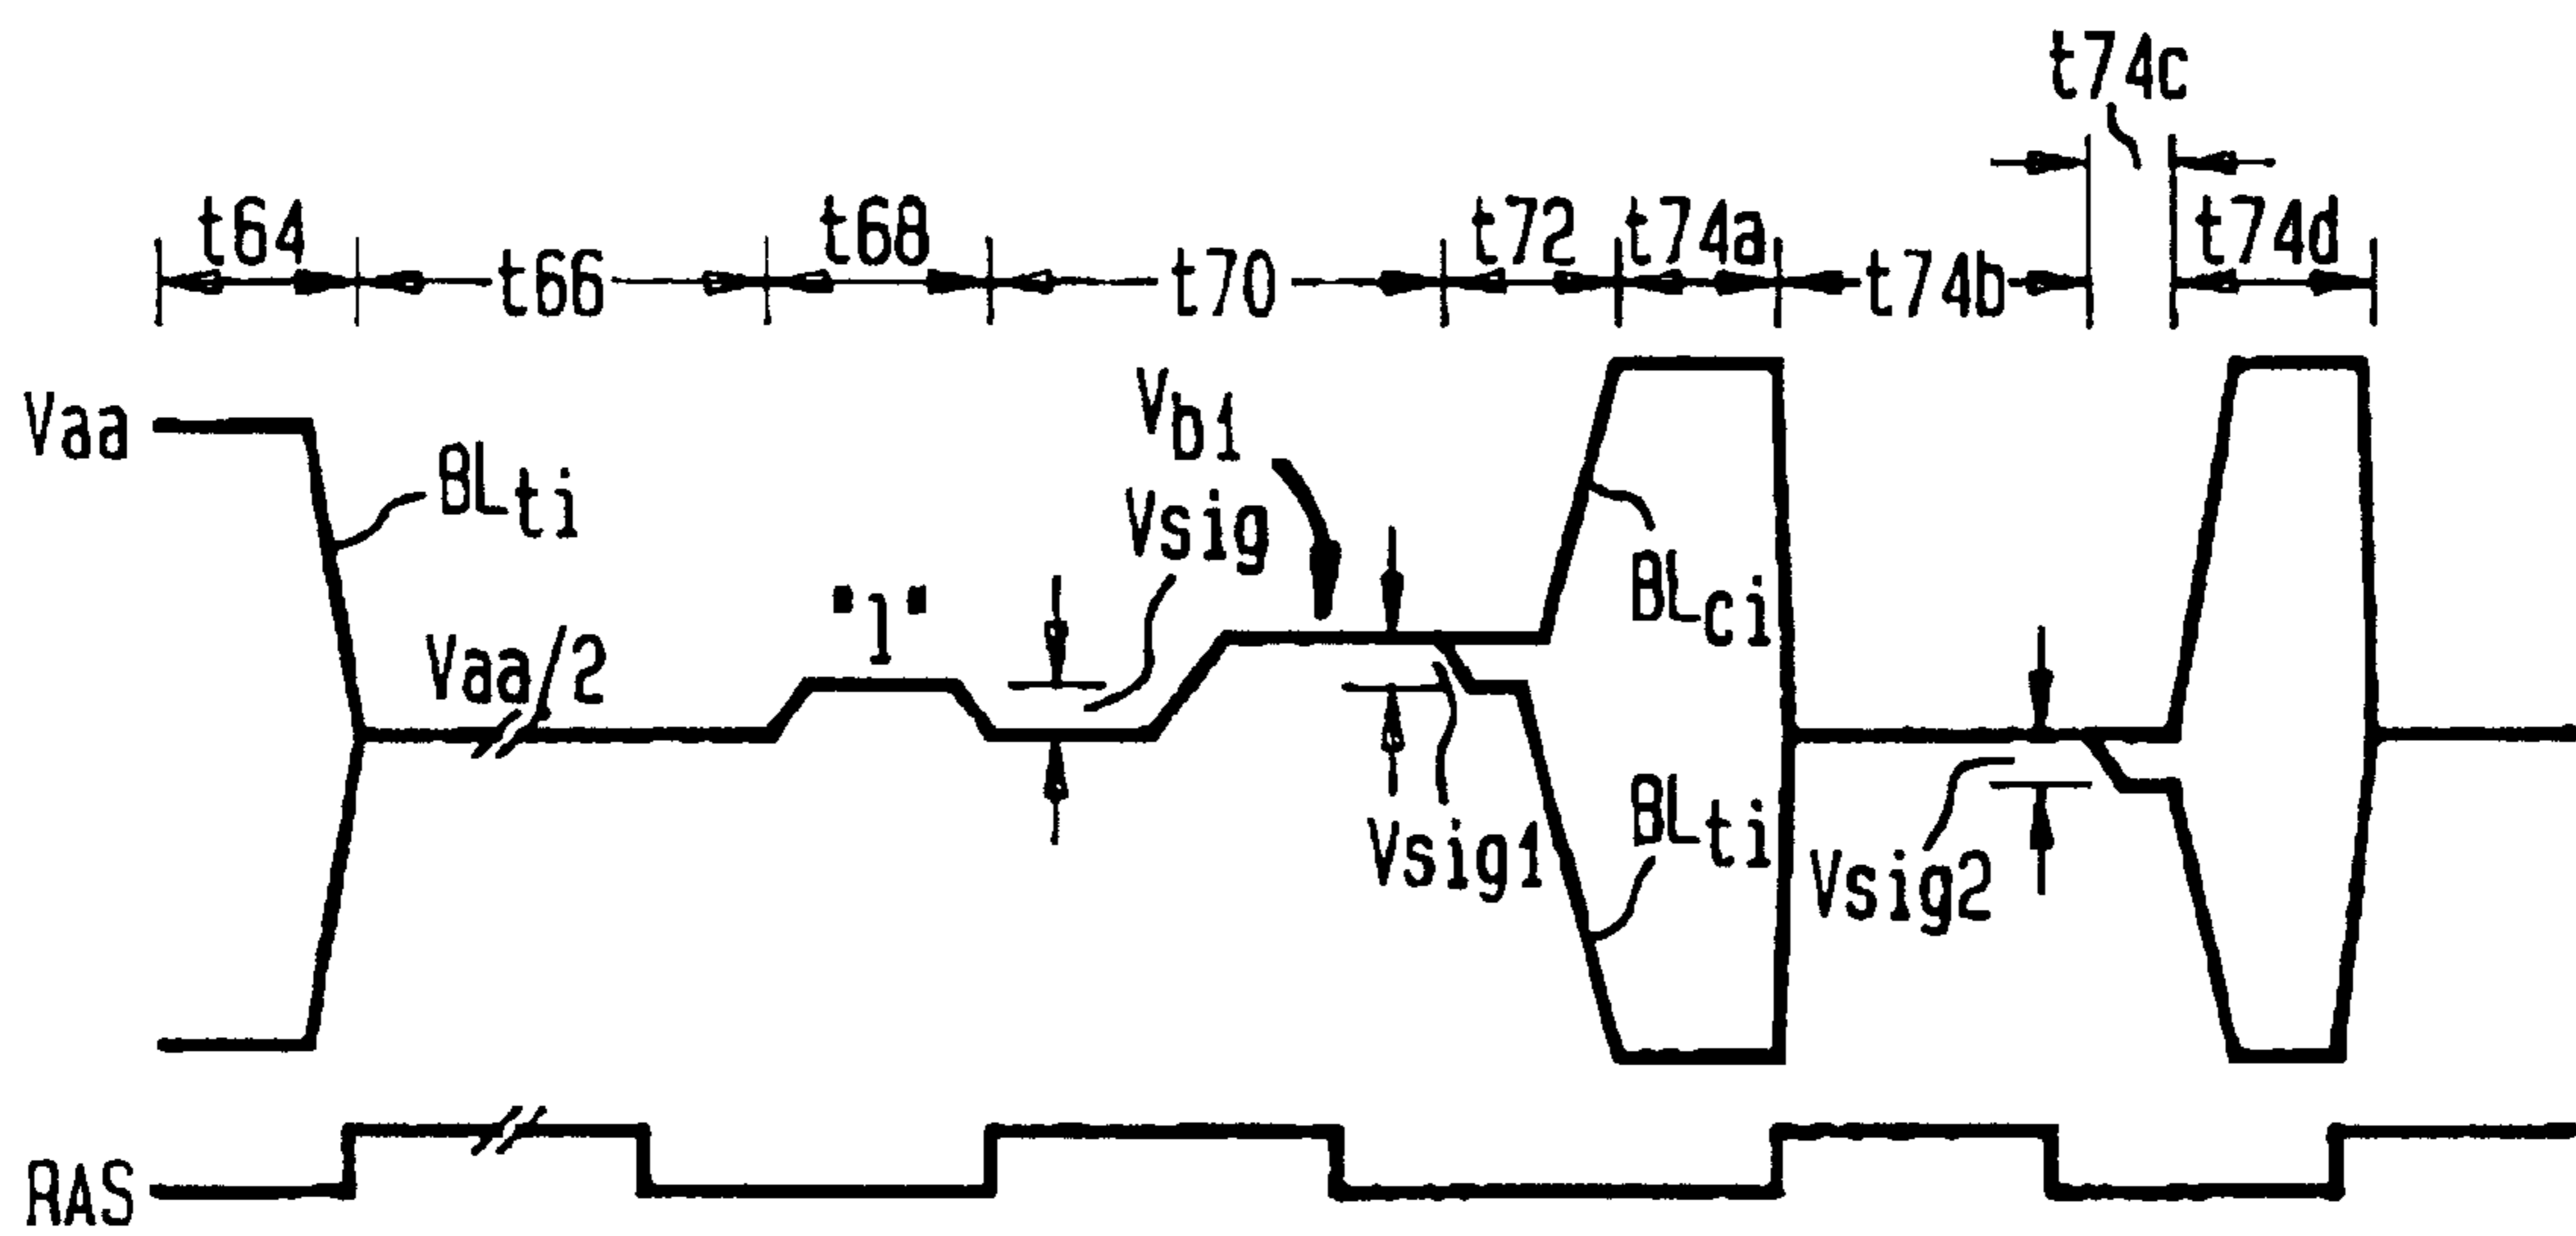 t74c
t64
t66
t68
t70
t72
t74a
t74b
t74d
Vaa
BLti
Vaa/2
"1"
Vsig
Vb1
Vsig1
BLci
BLti
Vsig2
RAS